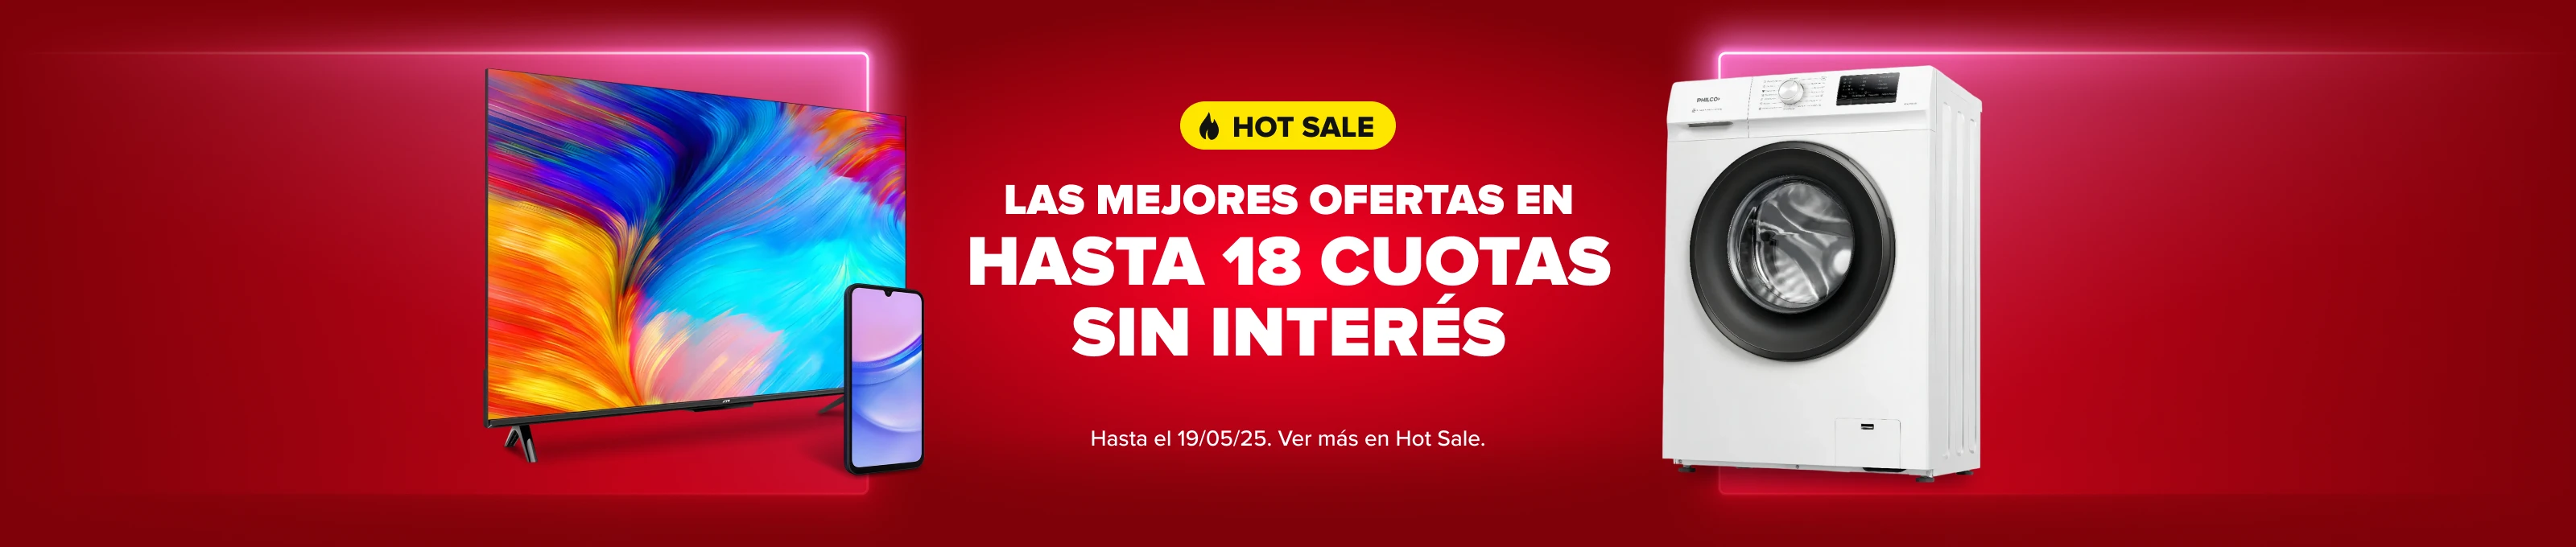 HOT SALE
LAS MEJORES OFERTAS EN
HASTA 18 CUOTAS
SIN INTERÉS
Hasta el 19/05/25. Ver más en Hot Sale.
PHILCO